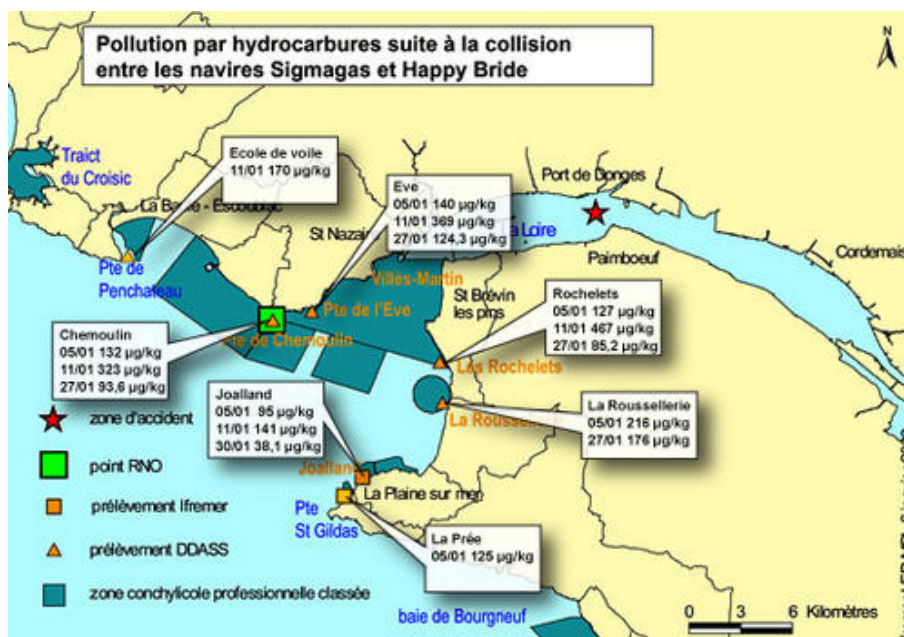 Pollution par hydrocarbures suite à la collision
entre les navires Sigmagas et Happy Bride
N
Traict
du Croisic
Ecole de voile
11/01 170 µg/kg
La Baule - Escoublac
Pte de
Penchateau
Eve
05/01 140 µg/kg
11/01 369 µg/kg
27/01 124,3 µg/kg
St Nazai
La Loire
Port de Donges
Paimboeuf
Cordemais
Villes-Martin
St Brévin
les pins
Pte de l'Eve
Pte de Chemoulin
Rochelets
05/01 127 µg/kg
11/01 467 µg/kg
27/01 85,2 µg/kg
Les Rochelets
Chemoulin
05/01 132 µg/kg
11/01 323 µg/kg
27/01 93,6 µg/kg
Joalland
05/01 95 µg/kg
11/01 141 µg/kg
30/01 38,1 µg/kg
La Roussellerie
05/01 216 µg/kg
27/01 176 µg/kg
La Roussel
Joalland
La Plaine sur mer
Pte
St Gildas
La Prée
05/01 125 µg/kg
zone d'accident
point RNO
prélèvement Ifremer
prélèvement DDASS
zone conchylicole professionnelle classée
baie de Bourgneuf
0 3 6 Kilomètres